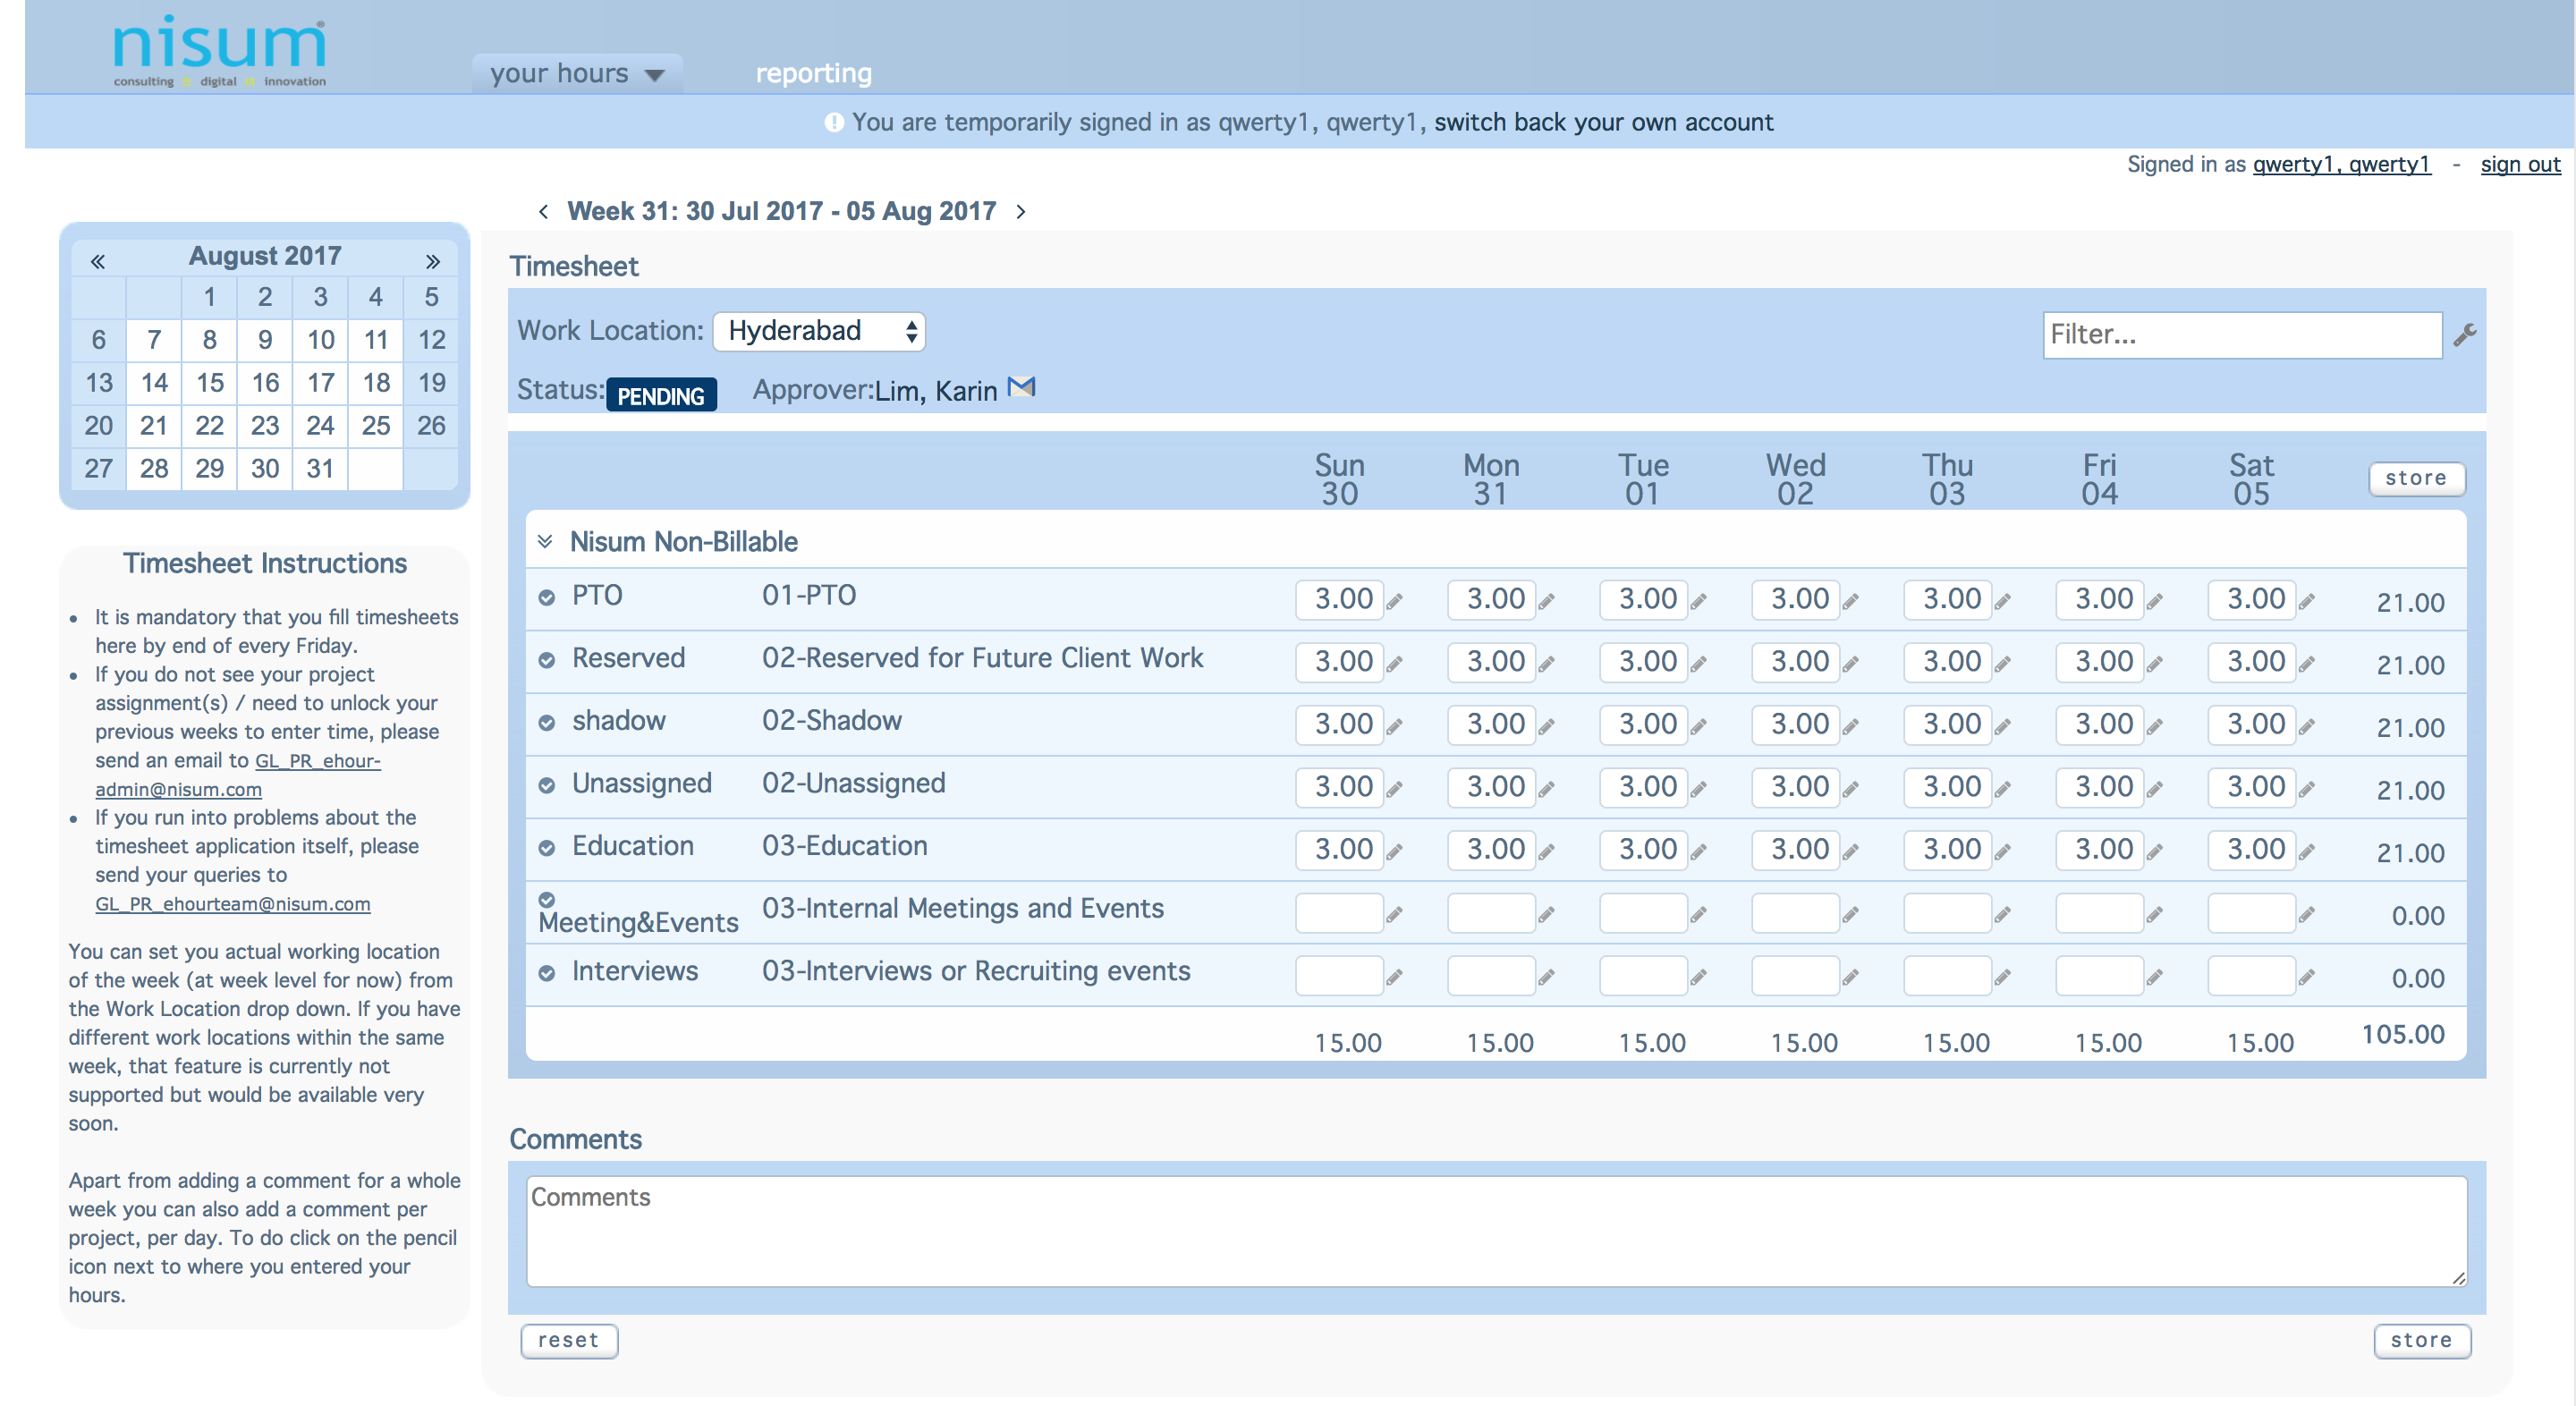 nisum®
consulting = digital = innovation
your hours
reporting
You are temporarily signed in as qwerty1, qwerty1, switch back your own account
Signed in as qwerty1, qwerty1 - sign out
‹ Week 31: 30 Jul 2017 - 05 Aug 2017 ›
« August 2017 »
1 2 3 4 5
6 7 8 9 10 11 12
13 14 15 16 17 18 19
20 21 22 23 24 25 26
27 28 29 30 31
Timesheet Instructions
• It is mandatory that you fill timesheets
here by end of every Friday.
• If you do not see your project
assignment(s) / need to unlock your
previous weeks to enter time, please
send an email to GL_PR_ehour-
admin@nisum.com
• If you run into problems about the
timesheet application itself, please
send your queries to
GL_PR_ehourteam@nisum.com
You can set you actual working location
of the week (at week level for now) from
the Work Location drop down. If you have
different work locations within the same
week, that feature is currently not
supported but would be available very
soon.
Apart from adding a comment for a whole
week you can also add a comment per
project, per day. To do click on the pencil
icon next to where you entered your
hours.
Timesheet
Work Location: Hyderabad
Filter...
Status: PENDING Approver:Lim, Karin
Sun Mon Tue Wed Thu Fri Sat
30 31 01 02 03 04 05
store
Nisum Non-Billable
PTO 01-PTO 3.00 3.00 3.00 3.00 3.00 3.00 3.00 21.00
Reserved 02-Reserved for Future Client Work 3.00 3.00 3.00 3.00 3.00 3.00 3.00 21.00
shadow 02-Shadow 3.00 3.00 3.00 3.00 3.00 3.00 3.00 21.00
Unassigned 02-Unassigned 3.00 3.00 3.00 3.00 3.00 3.00 3.00 21.00
Education 03-Education 3.00 3.00 3.00 3.00 3.00 3.00 3.00 21.00
Meeting&Events 03-Internal Meetings and Events 0.00
Interviews 03-Interviews or Recruiting events 0.00
15.00 15.00 15.00 15.00 15.00 15.00 15.00 105.00
Comments
Comments
reset
store